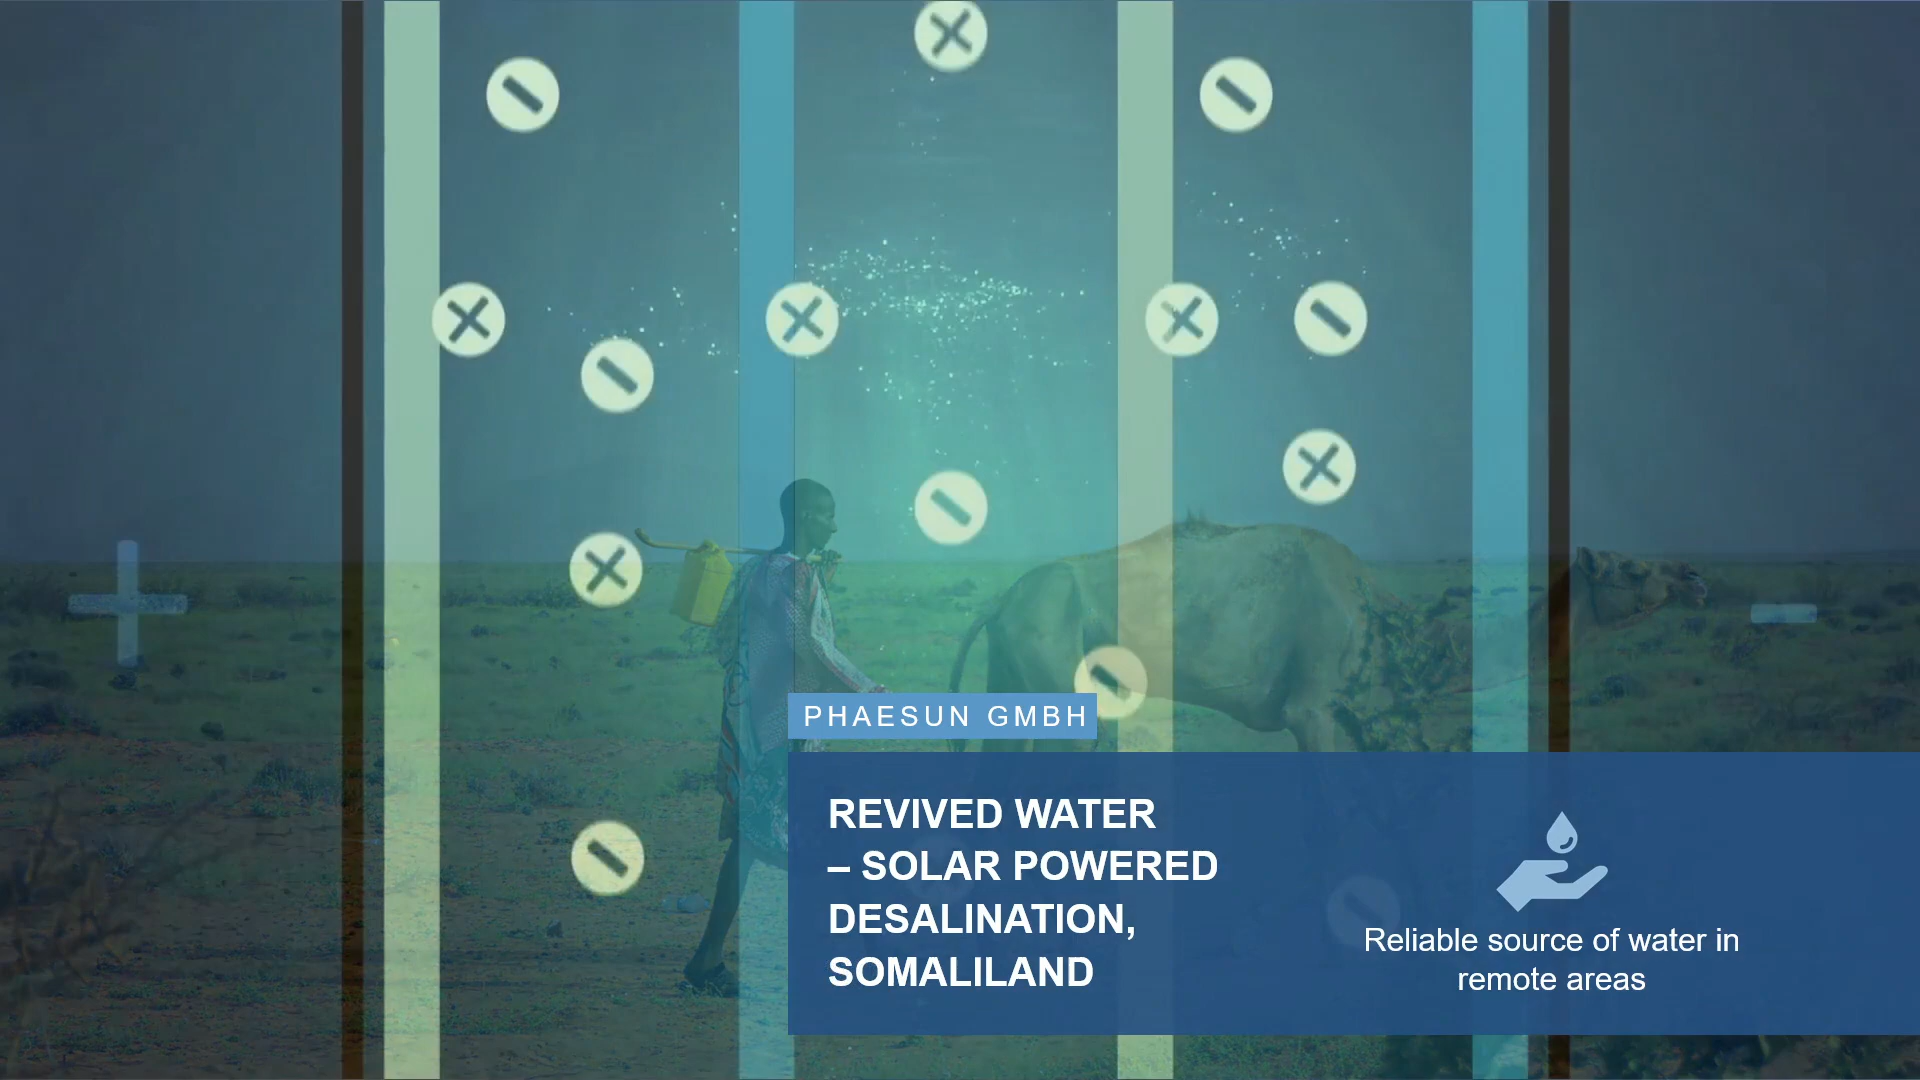 PHAESUN GMBH
REVIVED WATER
– SOLAR POWERED
DESALINATION,
SOMALILAND
Reliable source of water in
remote areas